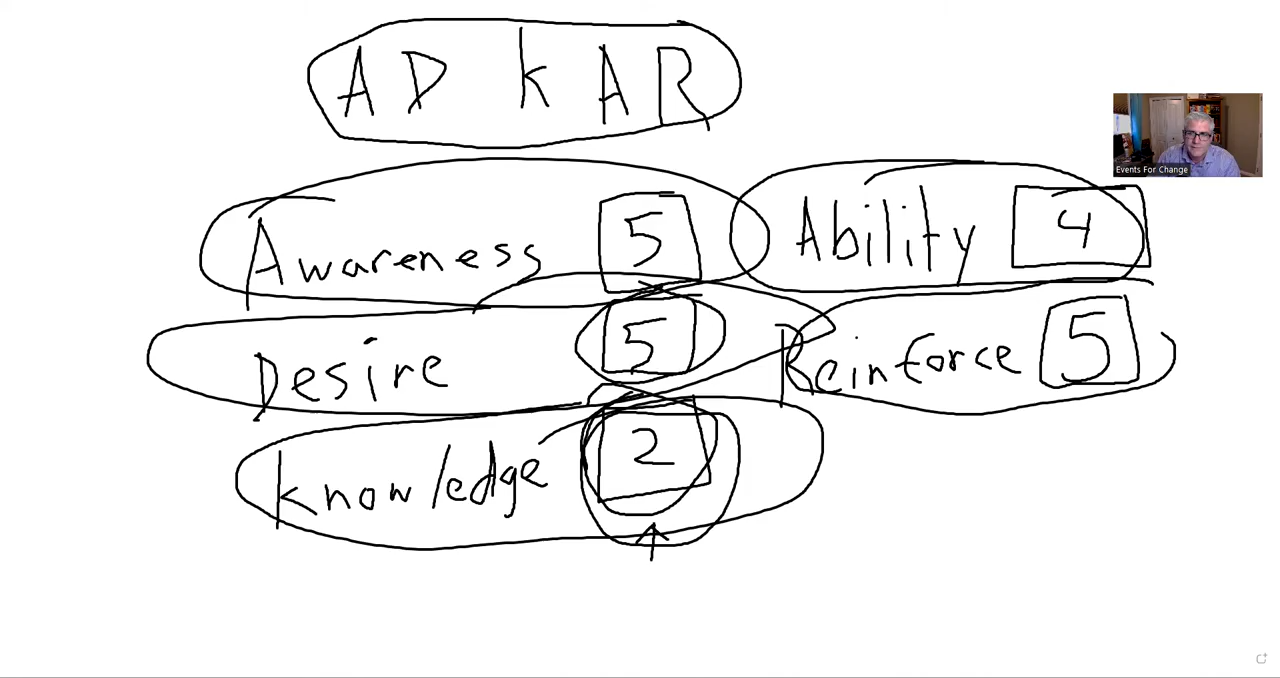 ADKAR
Awareness 5
Desire 5
knowledge 2
Ability 4
Reinforce 5
Events For Change